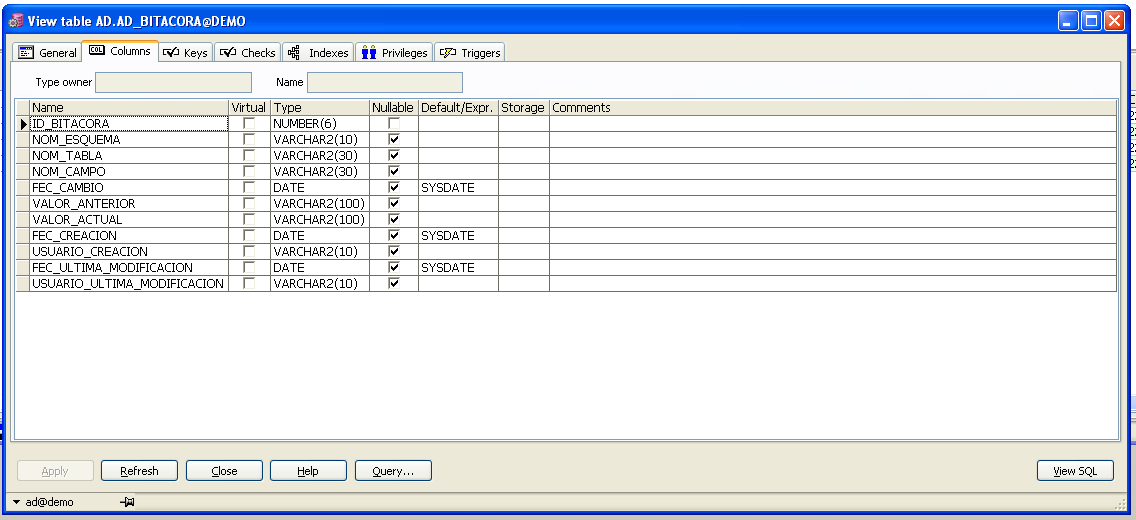 View table AD.AD_BITACORA@DEMO
General Columns Keys Checks Indexes Privileges Triggers
Type owner Name
Name Virtual Type Nullable Default/Expr. Storage Comments
ID_BITACORA NUMBER(6)
NOM_ESQUEMA VARCHAR2(10)
NOM_TABLA VARCHAR2(30)
NOM_CAMPO VARCHAR2(30)
FEC_CAMBIO DATE SYSDATE
VALOR_ANTERIOR VARCHAR2(100)
VALOR_ACTUAL VARCHAR2(100)
FEC_CREACION DATE SYSDATE
USUARIO_CREACION VARCHAR2(10)
FEC_ULTIMA_MODIFICACION DATE SYSDATE
USUARIO_ULTIMA_MODIFICACION VARCHAR2(10)
Apply Refresh Close Help Query... View SQL
ad@demo